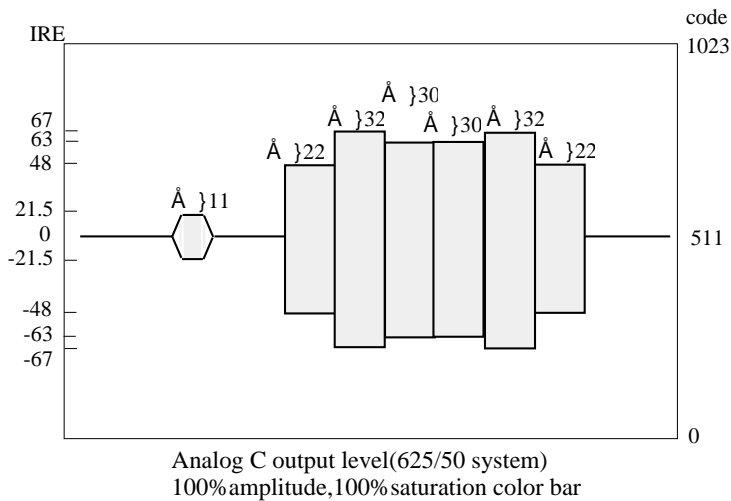 IRE
code
1023
Å }30
67
Å }32
Å }30
Å }32
63
48
Å }22
Å }22
Å }11
21.5
0
511
-21.5
-48
-63
-67
0
Analog C output level(625/50 system)
100%amplitude,100%saturation color bar